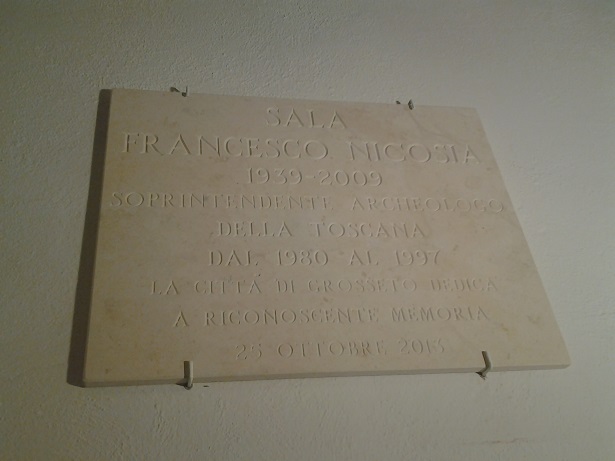 SALA
FRANCESCO NICOSIA
1939-2009
SOPRINTENDENTE ARCHEOLOGO
DELLA TOSCANA
DAL 1980 AL 1997
LA CITTÀ DI GROSSETO DEDICA
A RICONOSCENTE MEMORIA
25 OTTOBRE 2013